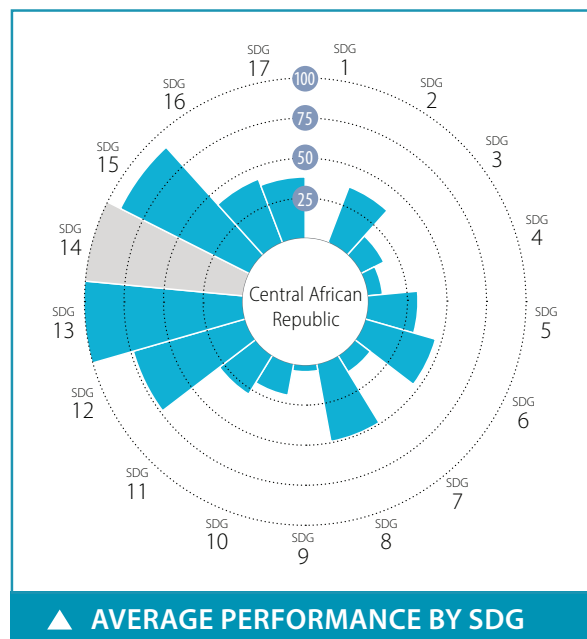 SDG
1
SDG
2
SDG
3
SDG
4
SDG
5
SDG
6
SDG
7
SDG
8
SDG
9
SDG
10
SDG
11
SDG
12
SDG
13
SDG
14
SDG
15
SDG
16
SDG
17
100
75
50
25
Central African
Republic
▲ AVERAGE PERFORMANCE BY SDG